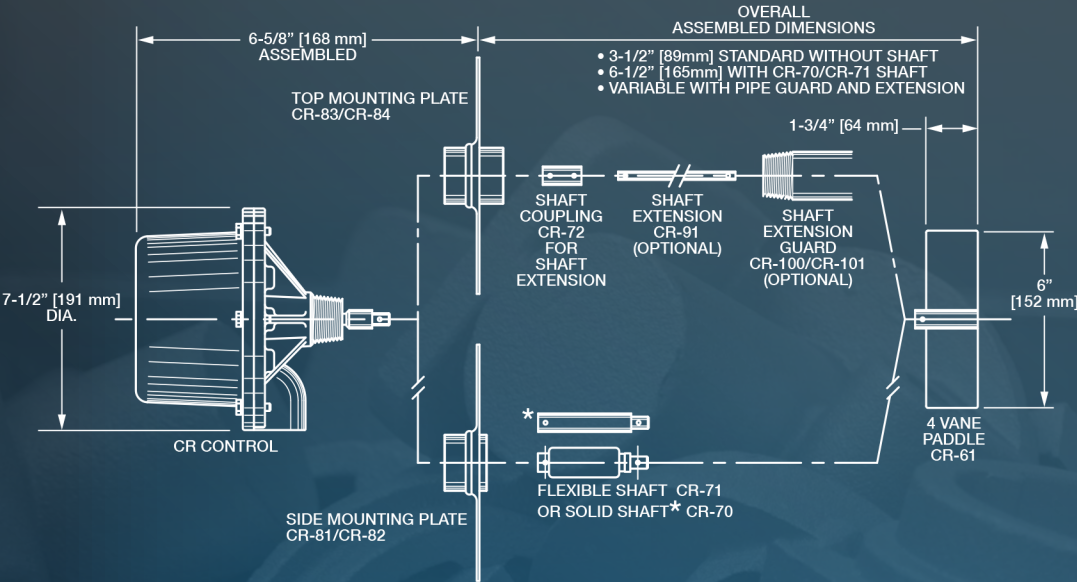 OVERALL
ASSEMBLED DIMENSIONS
6-5/8” [168 mm]
ASSEMBLED
• 3-1/2” [89mm] STANDARD WITHOUT SHAFT
• 6-1/2” [165mm] WITH CR-70/CR-71 SHAFT
• VARIABLE WITH PIPE GUARD AND EXTENSION
TOP MOUNTING PLATE
CR-83/CR-84
1-3/4” [64 mm]
SHAFT
COUPLING
CR-72
FOR
SHAFT
EXTENSION
SHAFT
EXTENSION
CR-91
(OPTIONAL)
SHAFT
EXTENSION
GUARD
CR-100/CR-101
(OPTIONAL)
7-1/2” [191 mm]
DIA.
6”
[152 mm]
CR CONTROL
*
4 VANE
PADDLE
CR-61
FLEXIBLE SHAFT CR-71
OR SOLID SHAFT* CR-70
SIDE MOUNTING PLATE
CR-81/CR-82